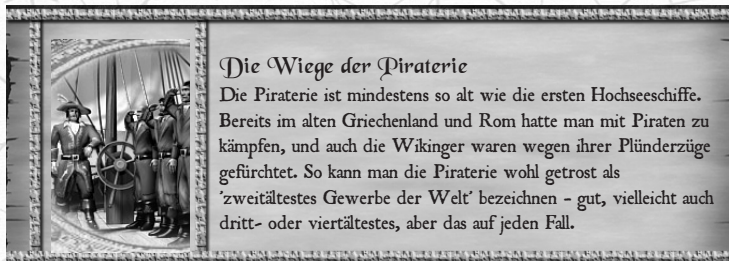 Die Wiege der Piraterie
Die Piraterie ist mindestens so alt wie die ersten Hochseeschiffe.
Bereits im alten Griechenland und Rom hatte man mit Piraten zu
kämpfen, und auch die Wikinger waren wegen ihrer Plünderzüge
gefürchtet. So kann man die Piraterie wohl getrost als
'zweitältestes Gewerbe der Welt' bezeichnen - gut, vielleicht auch
dritt- oder viertältestes, aber das auf jeden Fall.